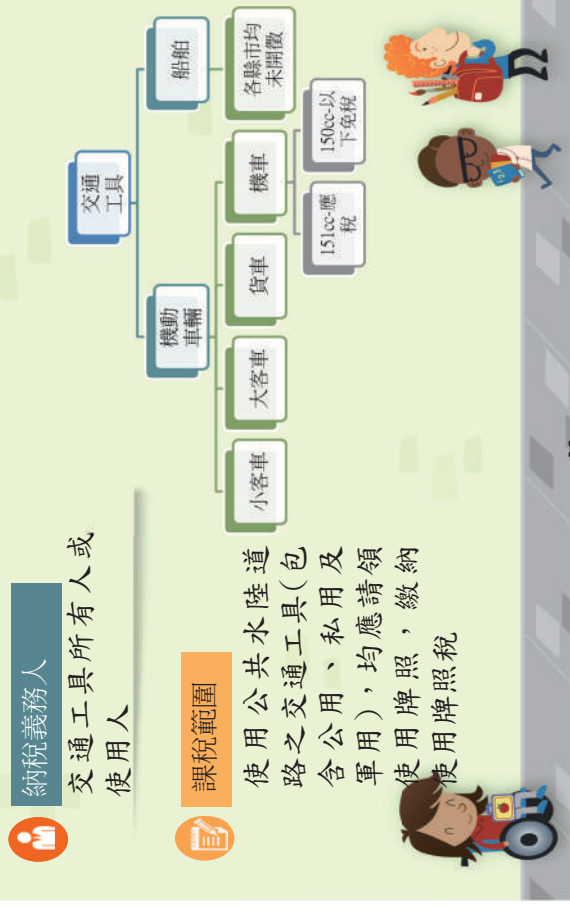 納稅義務人
交通工具所有人或
使用人
課稅範圍
使用公共水陸道
路之交通工具(包
含公用、私用及
軍用)，均應請領
使用牌照，繳納
使用牌照稅
交通
工具
機動
車輛
船舶
小客車
大客車
貨車
機車
各縣市均
未開徵
151cc-應
稅
150cc-以
下免稅